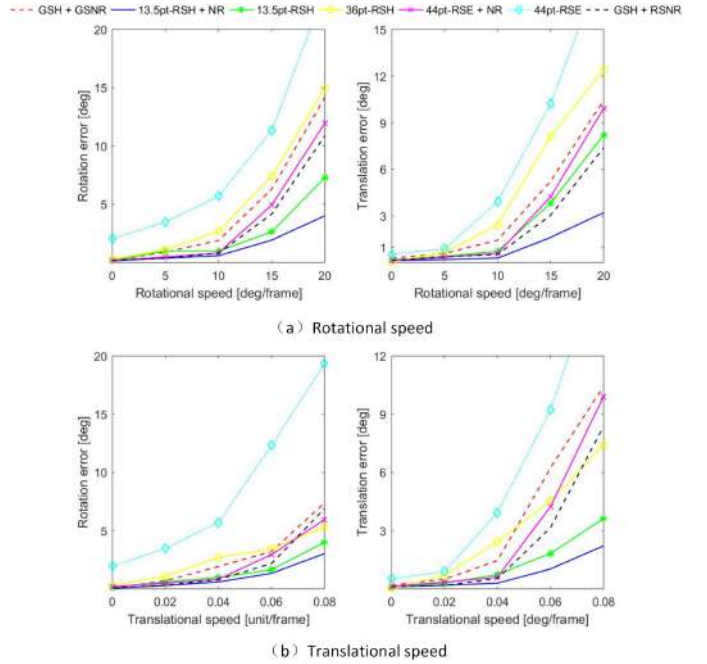 GSH + GSNR 13.5pt-RSH + NR 13.5pt-RSH 36pt-RSH 44pt-RSE + NR 44pt-RSE GSH + RSNR
20
15
10
5
Rotation error [deg]
0 5 10 15 20
Rotational speed [deg/frame]
15
12
9
6
3
1
Translation error [deg]
0 5 10 15 20
Rotational speed [deg/frame]
(a) Rotational speed
20
15
10
5
Rotation error [deg]
0 0.02 0.04 0.06 0.08
Translational speed [unit/frame]
12
9
6
3
Translation error [deg]
0 0.02 0.04 0.06 0.08
Translational speed [deg/frame]
(b) Translational speed